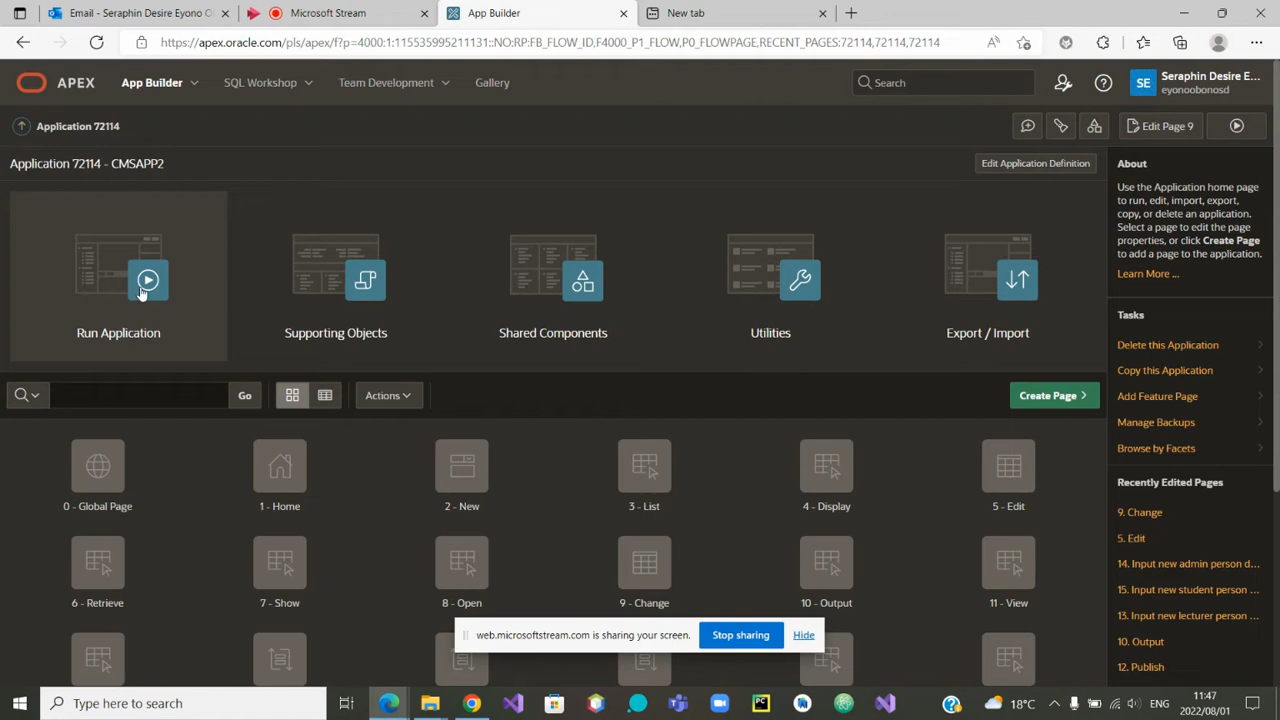 Email - Seraphin Desire Eyono O
Microsoft Stream
App Builder
New tab
https://apex.oracle.com/pls/apex/f?p=4000:1:115535995211131::NO:RP:FB_FLOW_ID,F4000_P1_FLOW,P0_FLOWPAGE,RECENT_PAGES:72114,72114,72114
APEX
App Builder
SQL Workshop
Team Development
Gallery
Search
SE
Seraphin Desire E...
eyonoobonosd
Application 72114
Edit Page 9
Application 72114 - CMSAPP2
Edit Application Definition
Run Application
Supporting Objects
Shared Components
Utilities
Export / Import
Go
Actions
Create Page
0 - Global Page
1 - Home
2 - New
3 - List
4 - Display
5 - Edit
6 - Retrieve
7 - Show
8 - Open
9 - Change
10 - Output
11 - View
About
Use the Application home page
to run, edit, import, export,
copy, or delete an application.
Select a page to edit the page
properties, or click Create Page
to add a page to the application.
Learn More ...
Tasks
Delete this Application
Copy this Application
Add Feature Page
Manage Backups
Browse by Facets
Recently Edited Pages
9. Change
5. Edit
14. Input new admin person d...
15. Input new student person ...
13. Input new lecturer person ...
10. Output
12. Publish
web.microsoftstream.com is sharing your screen.
Stop sharing
Hide
Type here to search
PC
18°C
ENG
11:47
2022/08/01